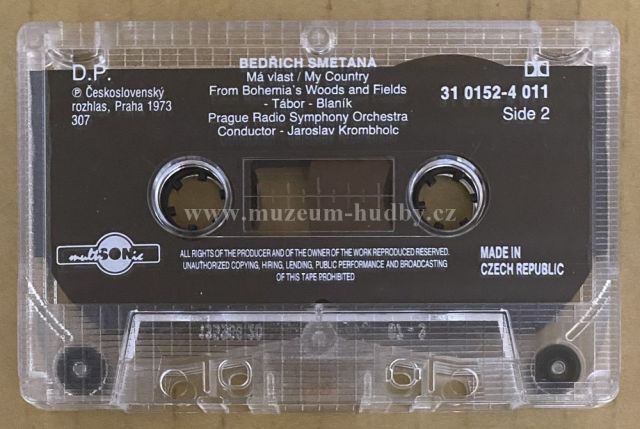 BEDŘICH SMETANA
Má vlast / My Country
From Bohemia's Woods and Fields
- Tábor - Blaník
Prague Radio Symphony Orchestra
Conductor - Jaroslav Krombholc
D.P.
℗ Československý
rozhlas, Praha 1973
307
31 0152-4 011
Side 2
www.muzeum-hudby.cz
multiSONic
ALL RIGHTS OF THE PRODUCER AND OF THE OWNER OF THE WORK REPRODUCED RESERVED.
UNAUTHORIZED COPYING, HIRING, LENDING, PUBLIC PERFORMANCE AND BROADCASTING
OF THIS TAPE PROHIBITED
MADE IN
CZECH REPUBLIC